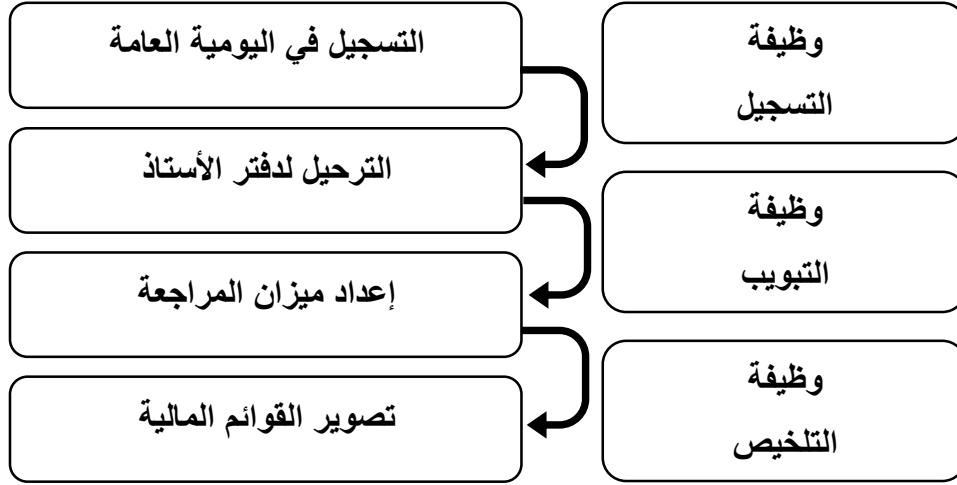 وظيفة
التسجيل
التسجيل في اليومية العامة
الترحيل لدفتر الأستاذ
وظيفة
التبويب
إعداد ميزان المراجعة
وظيفة
التلخيص
تصوير القوائم المالية